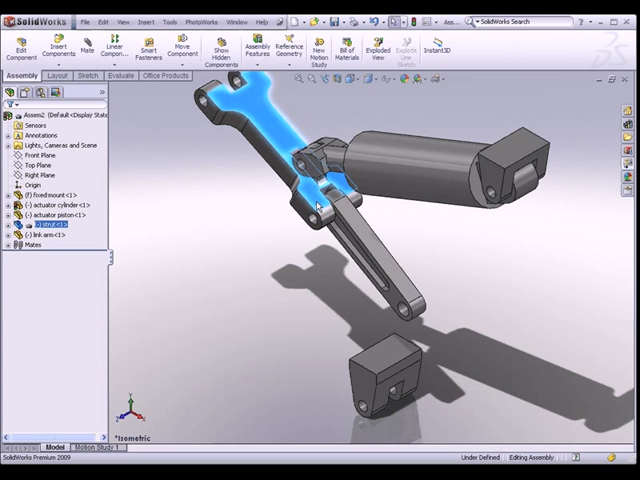 SolidWorks File Edit View Insert Tools PhotoWorks Window Help Ass... SolidWorks Search
Edit Component
Insert Components
Mate
Linear Compon...
Smart Fasteners
Move Component
Show Hidden Components
Assembly Features
Reference Geometry
New Motion Study
Bill of Materials
Exploded View
Explode Line Sketch
Instant3D
Assembly Layout Sketch Evaluate Office Products
Assem2 (Default<Display State
Sensors
Annotations
Lights, Cameras and Scene
Front Plane
Top Plane
Right Plane
Origin
(f) fixed mount<1>
(-) actuator cylinder<1>
(-) actuator piston<1>
(-) strut<1>
(-) link arm<1>
Mates
*Isometric
Model Motion Study 1
SolidWorks Premium 2009 Under Defined Editing Assembly